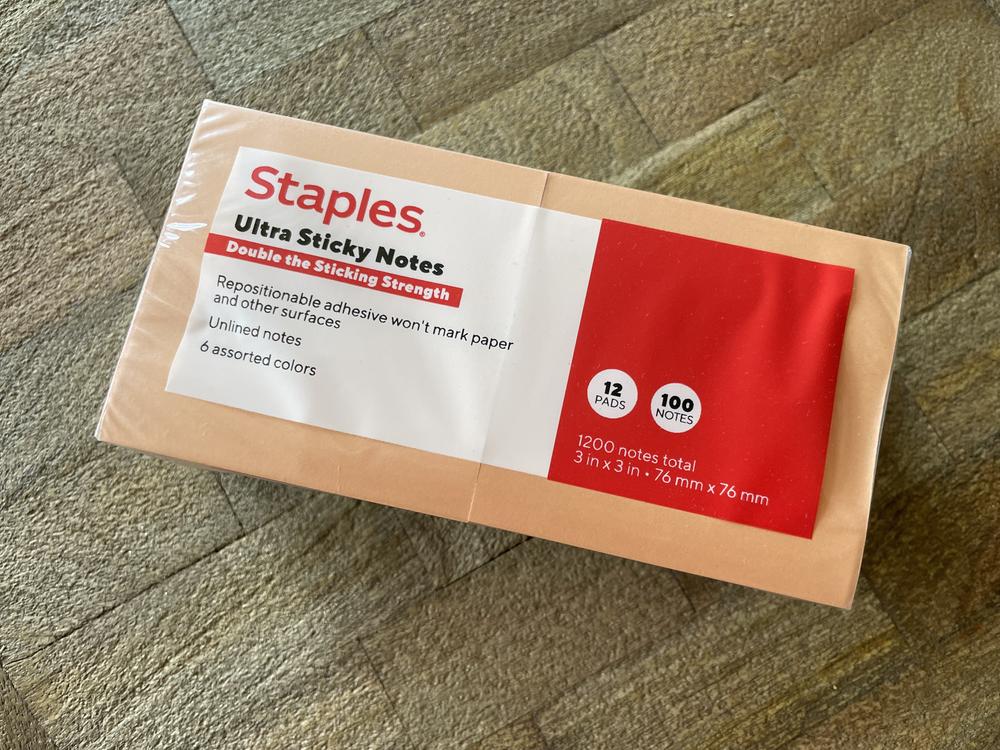 Staples®
Ultra Sticky Notes
Double the Sticking Strength
Repositionable adhesive won't mark paper
and other surfaces
Unlined notes
6 assorted colors
12
PADS
100
NOTES
1200 notes total
3 in x 3 in • 76 mm x 76 mm